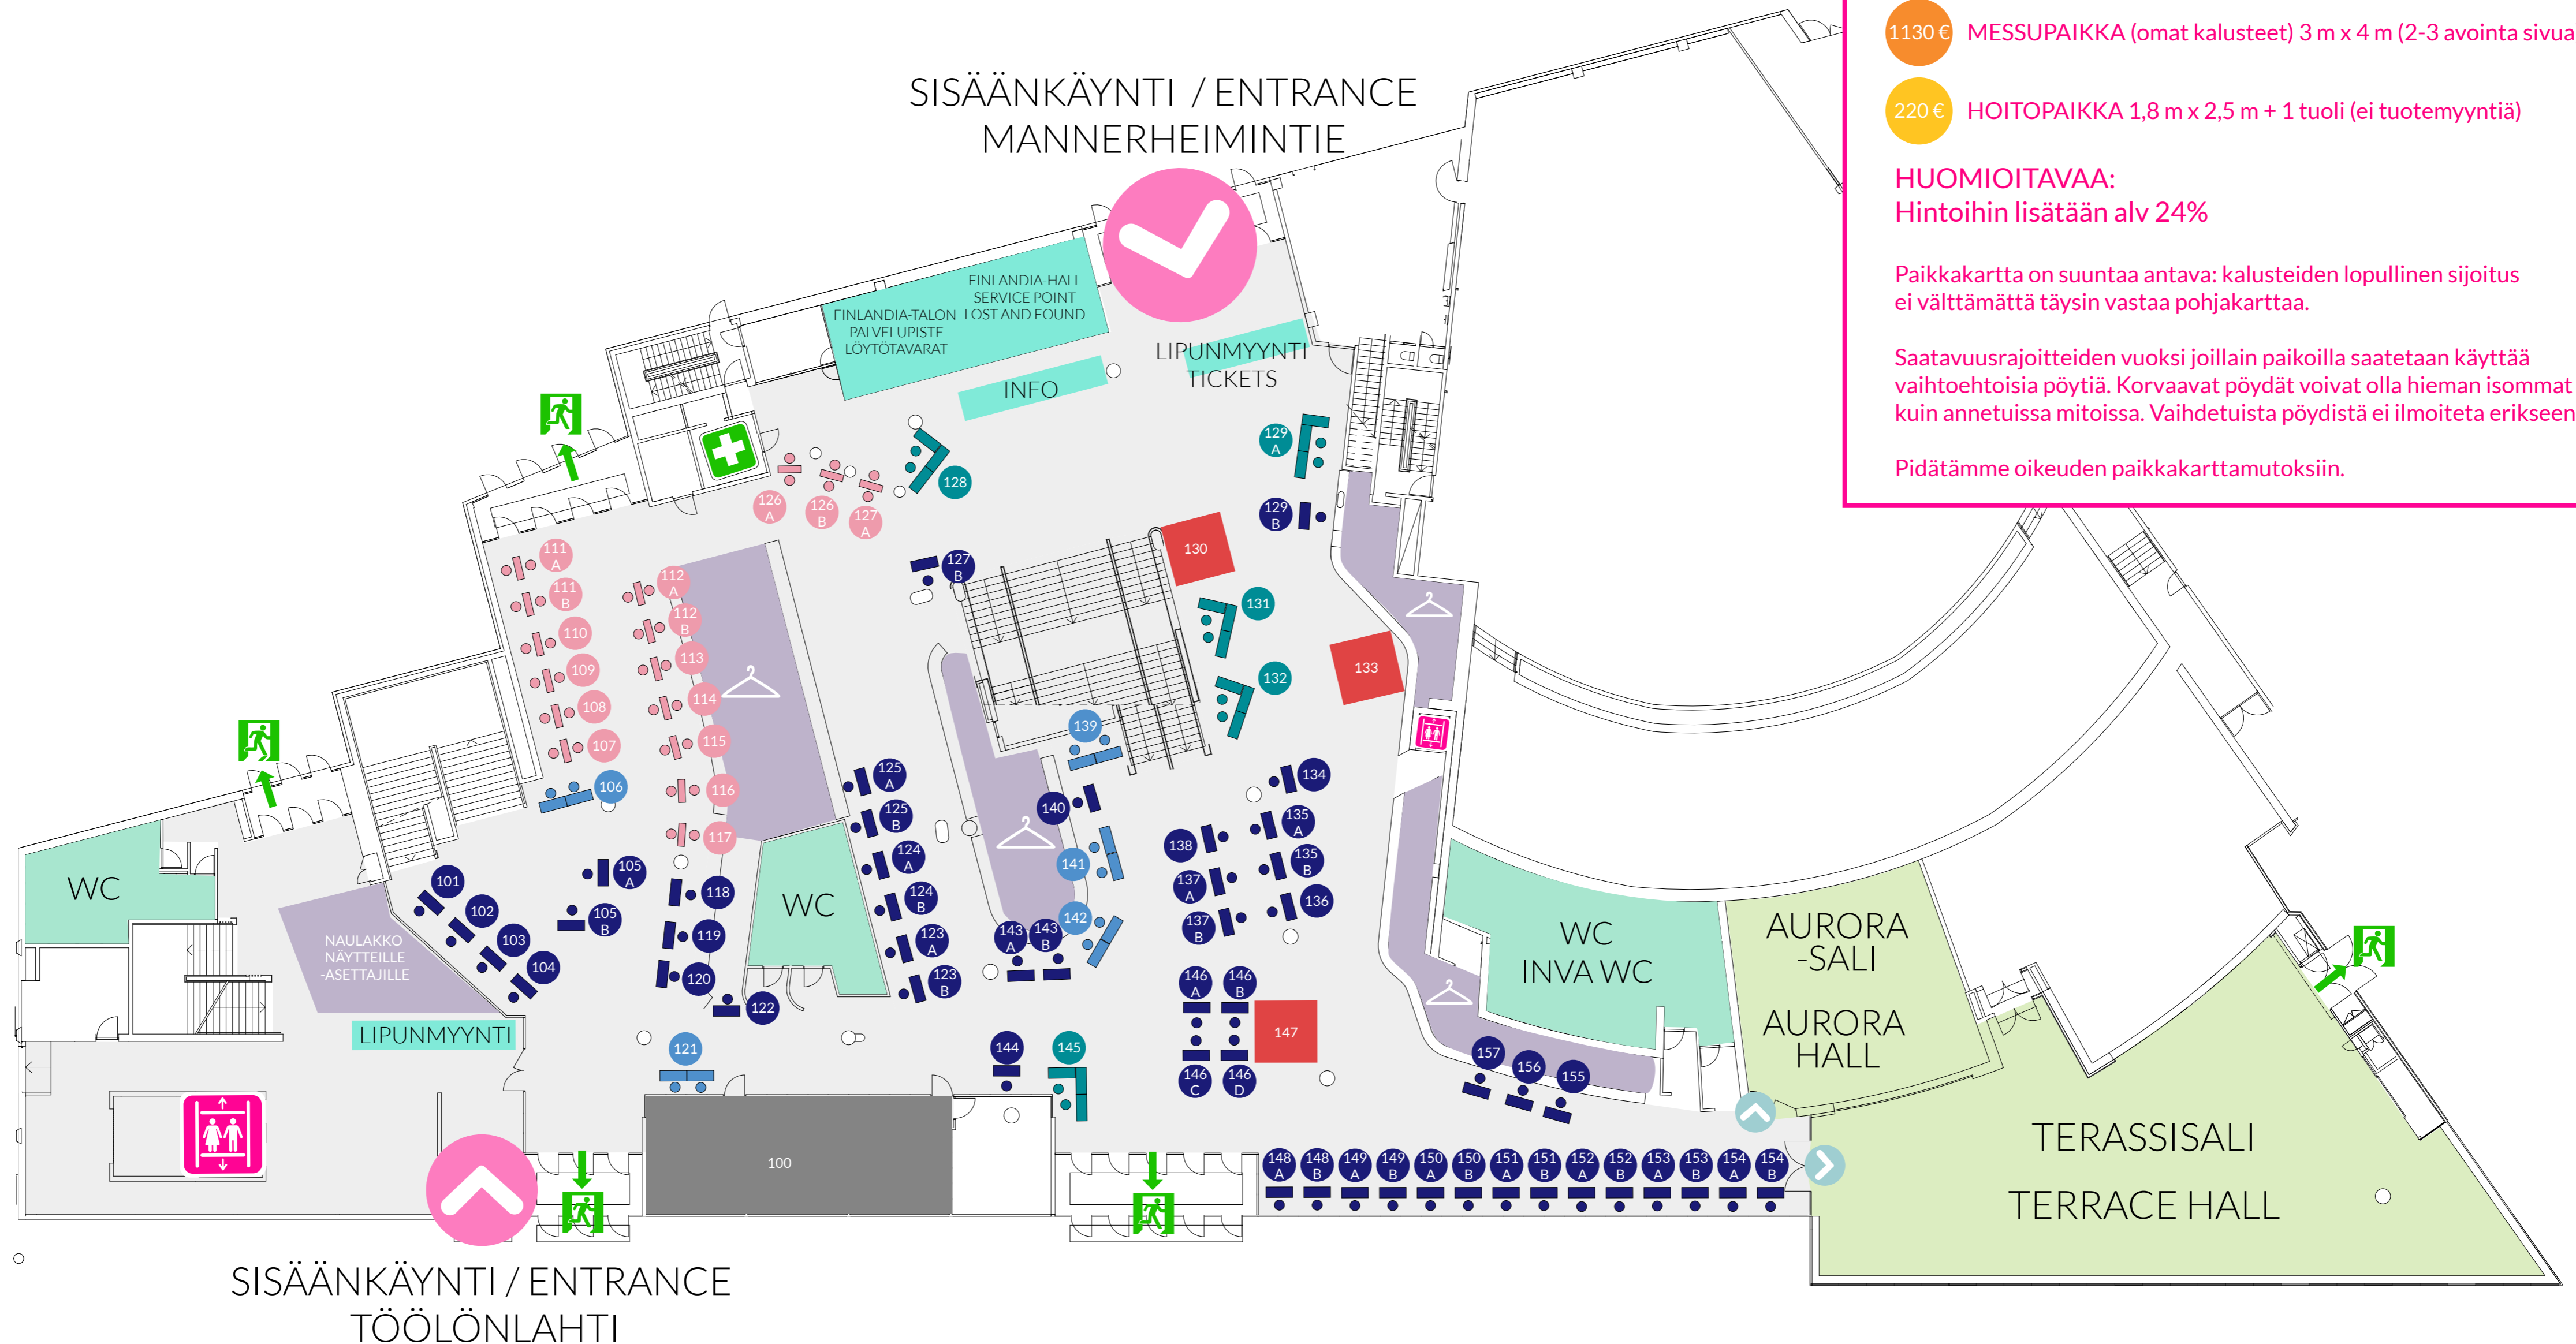 1130 € MESSUPAIKKA (omat kalusteet) 3 m x 4 m (2-3 avointa sivua
220 € HOITOPAIKKA 1,8 m x 2,5 m + 1 tuoli (ei tuotemyyntiä)
HUOMIOITAVAA:
Hintoihin lisätään alv 24%
Paikkakartta on suuntaa antava: kalusteiden lopullinen sijoitus
ei välttämättä täysin vastaa pohjakarttaa.
Saatavuusrajoitteiden vuoksi joillain paikoilla saatetaan käyttää
vaihtoehtoisia pöytiä. Korvaavat pöydät voivat olla hieman isommat
kuin annetuissa mitoissa. Vaihdetuista pöydistä ei ilmoiteta erikseen
Pidätämme oikeuden paikkakarttamutoksiin.
SISÄÄNKÄYNTI / ENTRANCE
MANNERHEIMINTIE
FINLANDIA-TALON
PALVELUPISTE
LÖYTÖTAVARAT
FINLANDIA-HALL
SERVICE POINT
LOST AND FOUND
INFO
LIPUNMYYNTI
TICKETS
126
A
126
B
127
A
128
129
A
129
B
127
B
130
131
132
133
111
A
111
B
110
109
108
107
106
112
A
112
B
113
114
115
116
117
139
140
141
142
143
A
143
B
125
A
125
B
124
A
124
B
123
A
123
B
134
135
A
135
B
136
138
137
A
137
B
WC
NAULAKKO
NÄYTTEILLE
-ASETTAJILLE
LIPUNMYYNTI
101
102
103
104
105
A
105
B
118
119
120
122
121
WC
144
145
146
A
146
B
146
C
146
D
147
WC
INVA WC
AURORA
-SALI
AURORA
HALL
157
156
155
100
148
A
148
B
149
A
149
B
150
A
150
B
151
A
151
B
152
A
152
B
153
A
153
B
154
A
154
B
TERASSISALI
TERRACE HALL
SISÄÄNKÄYNTI / ENTRANCE
TÖÖLÖNLAHTI